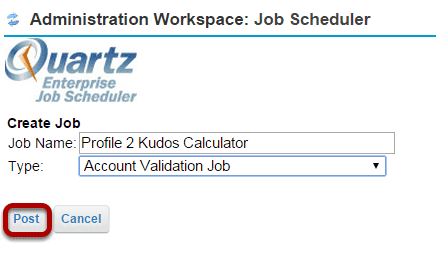 Administration Workspace: Job Scheduler
Quartz
Enterprise
Job Scheduler
Create Job
Job Name: Profile 2 Kudos Calculator
Type: Account Validation Job
Post Cancel